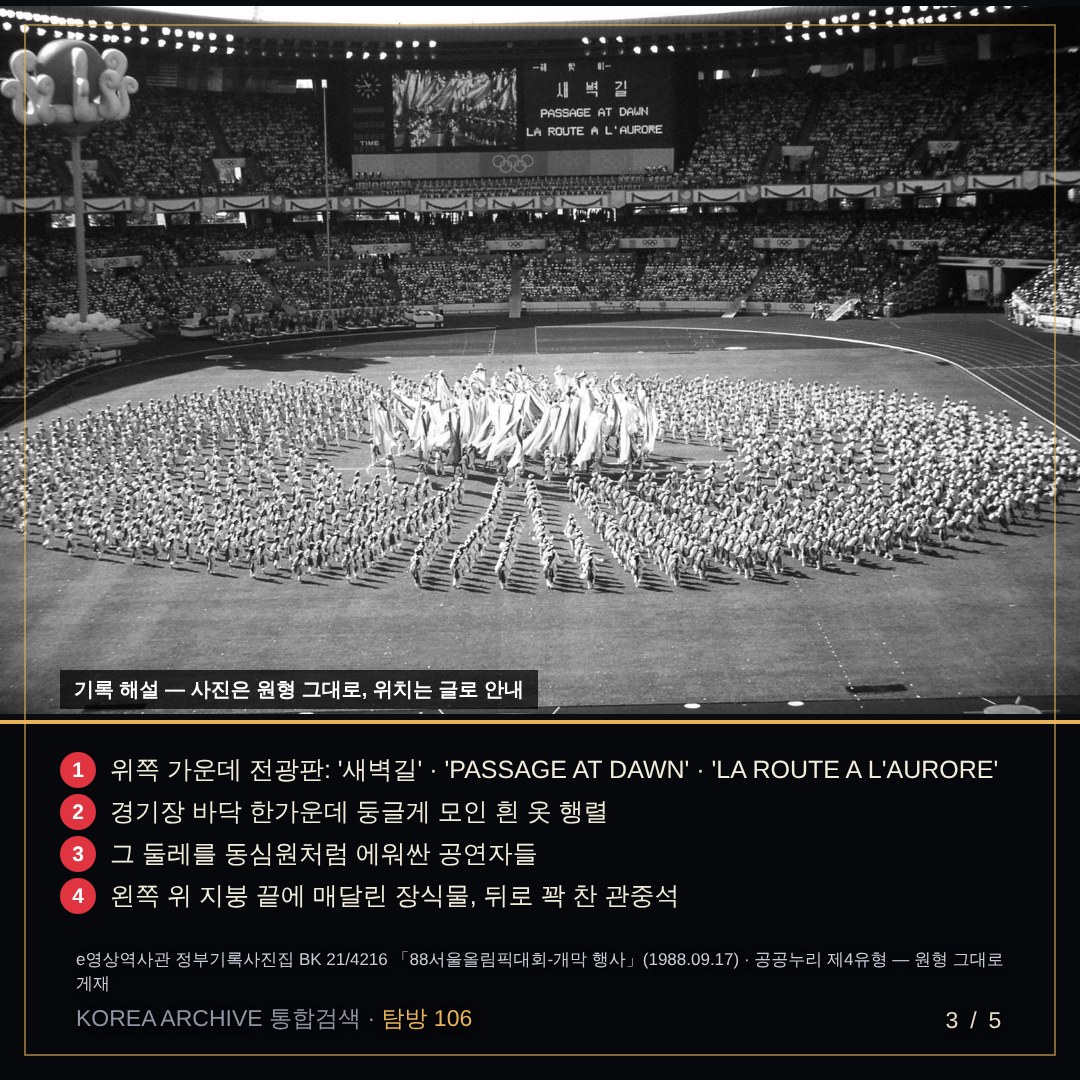 해맞이
새벽길
PASSAGE AT DAWN
LA ROUTE A L'AURORE
TIME
기록 해설 — 사진은 원형 그대로, 위치는 글로 안내
1 위쪽 가운데 전광판: '새벽길' · 'PASSAGE AT DAWN' · 'LA ROUTE A L'AURORE'
2 경기장 바닥 한가운데 둥글게 모인 흰 옷 행렬
3 그 둘레를 동심원처럼 에워싼 공연자들
4 왼쪽 위 지붕 끝에 매달린 장식물, 뒤로 꽉 찬 관중석
e영상역사관 정부기록사진집 BK 21/4216 「88서울올림픽대회-개막 행사」(1988.09.17) · 공공누리 제4유형 — 원형 그대로
게재
KOREA ARCHIVE 통합검색 · 탐방 106
3 / 5